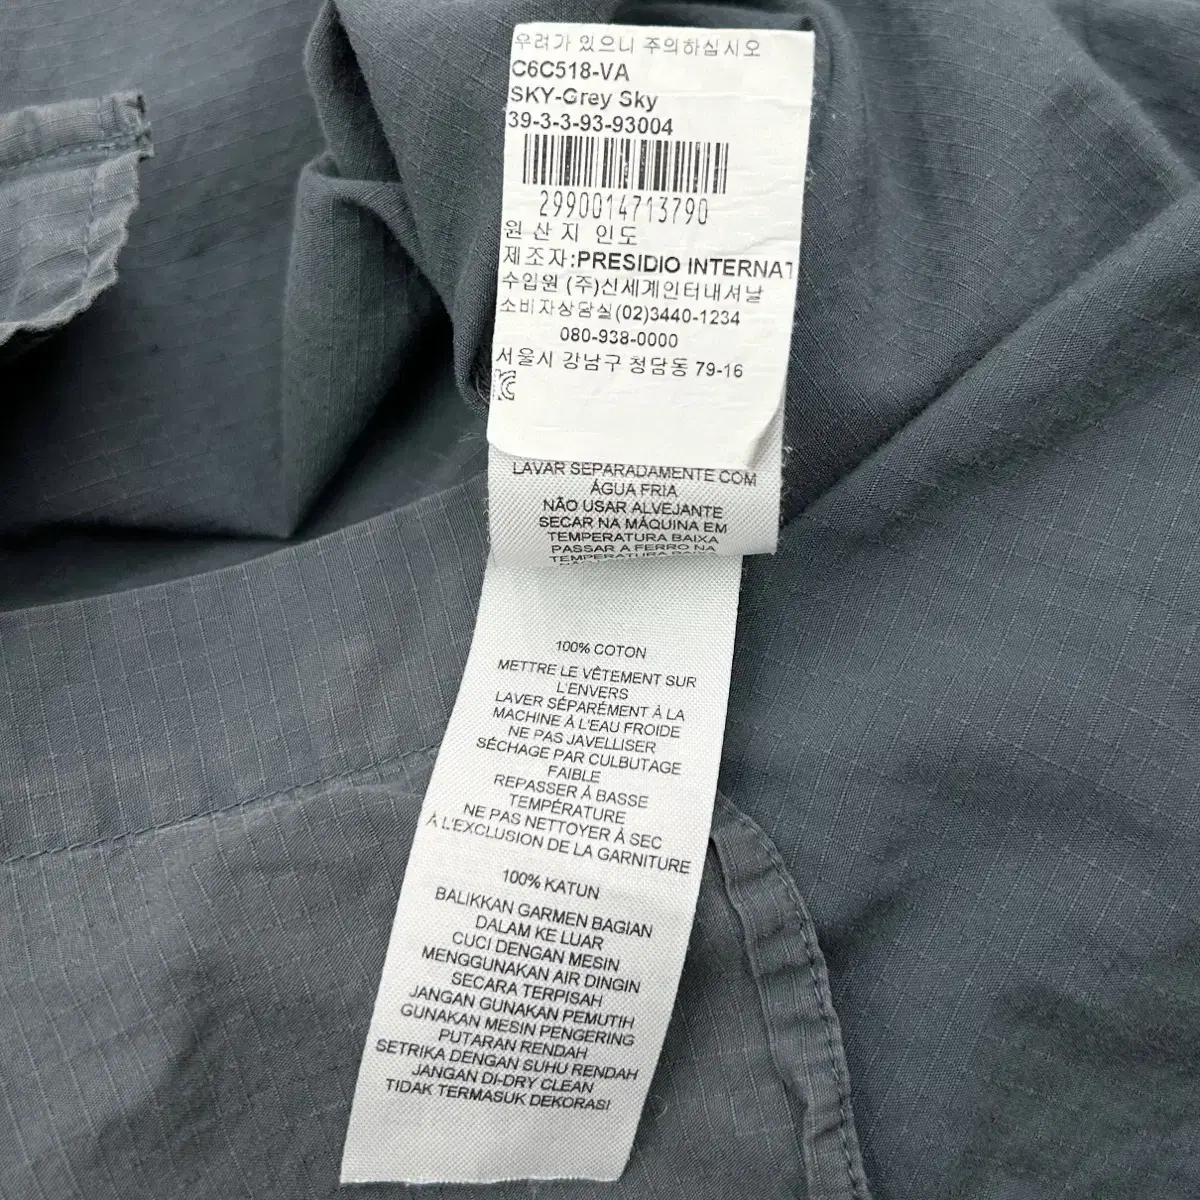 우려가 있으니 주의하십시오
C6C518-VA
SKY-Grey Sky
39-3-3-93-93004
2990014713790
원 산 지 인도
제조자:PRESIDIO INTERNAT
수입원 (주)신세계인터내셔날
소비자상담실(02)3440-1234
080-938-0000
서울시 강남구 청담동 79-16
LAVAR SEPARADAMENTE COM
ÁGUA FRIA
NÃO USAR ALVEJANTE
SECAR NA MÁQUINA EM
TEMPERATURA BAIXA
PASSAR A FERRO NA
TEMPERATURA BAIXA
100% COTON
METTRE LE VÊTEMENT SUR
L'ENVERS
LAVER SÉPARÉMENT À LA
MACHINE À L'EAU FROIDE
NE PAS JAVELLISER
SÉCHAGE PAR CULBUTAGE
FAIBLE
REPASSER À BASSE
TEMPÉRATURE
NE PAS NETTOYER À SEC
À L'EXCLUSION DE LA GARNITURE
100% KATUN
BALIKKAN GARMEN BAGIAN
DALAM KE LUAR
CUCI DENGAN MESIN
MENGGUNAKAN AIR DINGIN
SECARA TERPISAH
JANGAN GUNAKAN PEMUTIH
GUNAKAN MESIN PENGERING
PUTARAN RENDAH
SETRIKA DENGAN SUHU RENDAH
JANGAN DI-DRY CLEAN
TIDAK TERMASUK DEKORASI